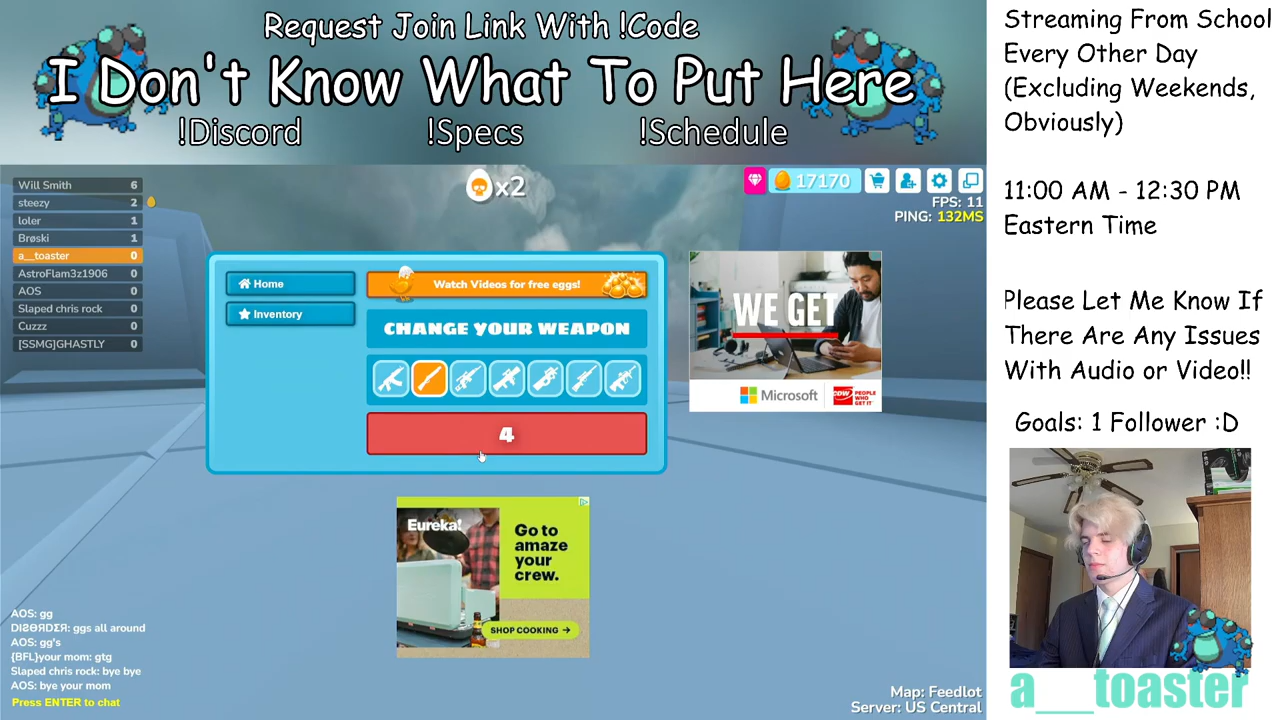 Request Join Link With !Code
I Don't Know What To Put Here
!Discord !Specs !Schedule
Streaming From School
Every Other Day
(Excluding Weekends,
Obviously)
11:00 AM - 12:30 PM
Eastern Time
Please Let Me Know If
There Are Any Issues
With Audio or Video!!
Goals: 1 Follower :D
a__toaster
Will Smith 6
steezy 2
loler 1
Brøski 1
a__toaster 0
AstroFlam3z1906 0
AOS 0
Slaped chris rock 0
Cuzzz 0
[SSMG]GHASTLY 0
x2
17170
FPS: 11
PING: 132MS
Home
Inventory
Watch Videos for free eggs!
CHANGE YOUR WEAPON
4
WE GET
Microsoft
CDW
PEOPLE
WHO
GET IT
Eureka!
Go to
amaze
your
crew.
SHOP COOKING →
AOS: gg
DIƧӨЯDΣЯ: ggs all around
AOS: gg's
{BFL}your mom: gtg
Slaped chris rock: bye bye
AOS: bye your mom
Press ENTER to chat
Map: Feedlot
Server: US Central